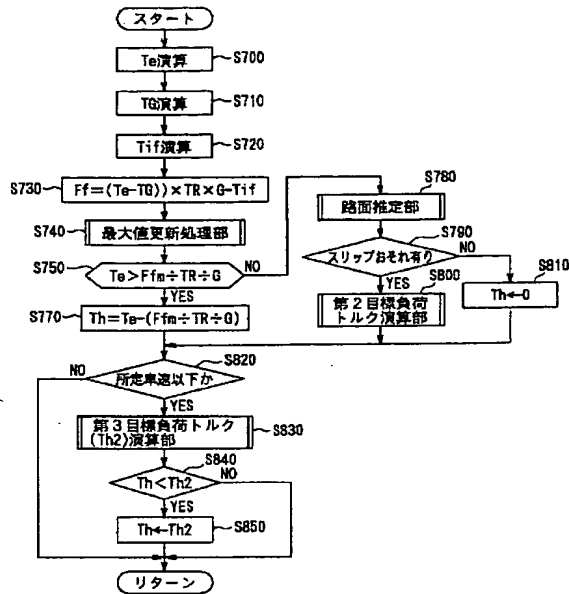 スタート
Te演算
S700
TG演算
S710
Tif演算
S720
S730
Ff=(Te-TG))×TR×G-Tif
S740
最大値更新処理部
S750
Te>Ffm÷TR÷G
NO
YES
S770
Th=Te-(Ffm÷TR÷G)
S780
路面推定部
S790
スリップおそれ有り
NO
YES
S800
第2目標負荷
トルク演算部
S810
Th←0
S820
所定車速以下か
NO
YES
第3目標負荷トルク
(Th2)演算部
S830
S840
Th<Th2
NO
YES
Th←Th2
S850
リターン